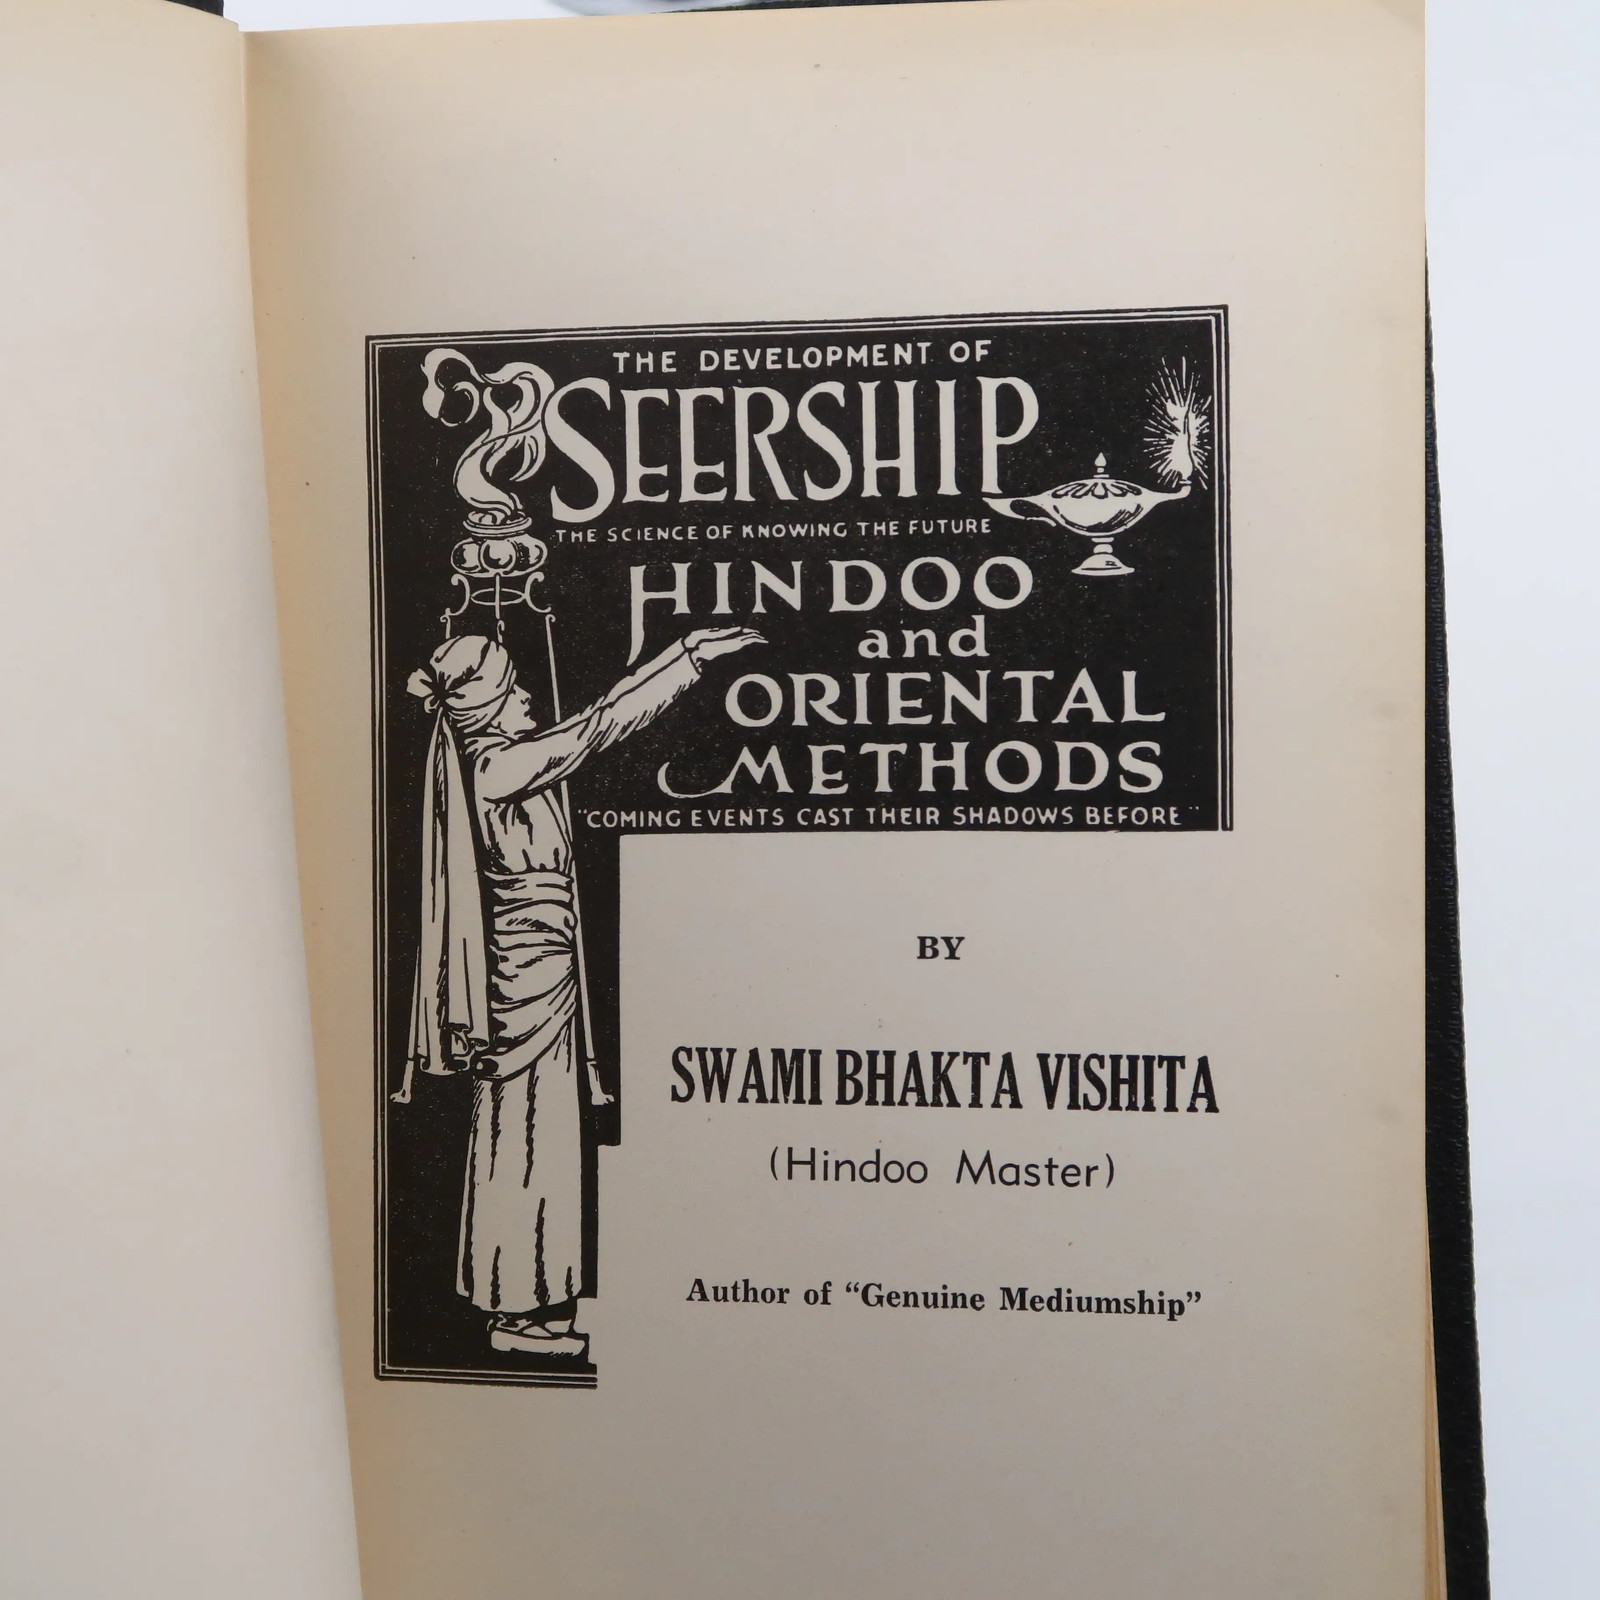 THE DEVELOPMENT OF
SEERSHIP
THE SCIENCE OF KNOWING THE FUTURE
HINDOO
and
ORIENTAL
METHODS
"COMING EVENTS CAST THEIR SHADOWS BEFORE"
BY
SWAMI BHAKTA VISHITA
(Hindoo Master)
Author of “Genuine Mediumship”